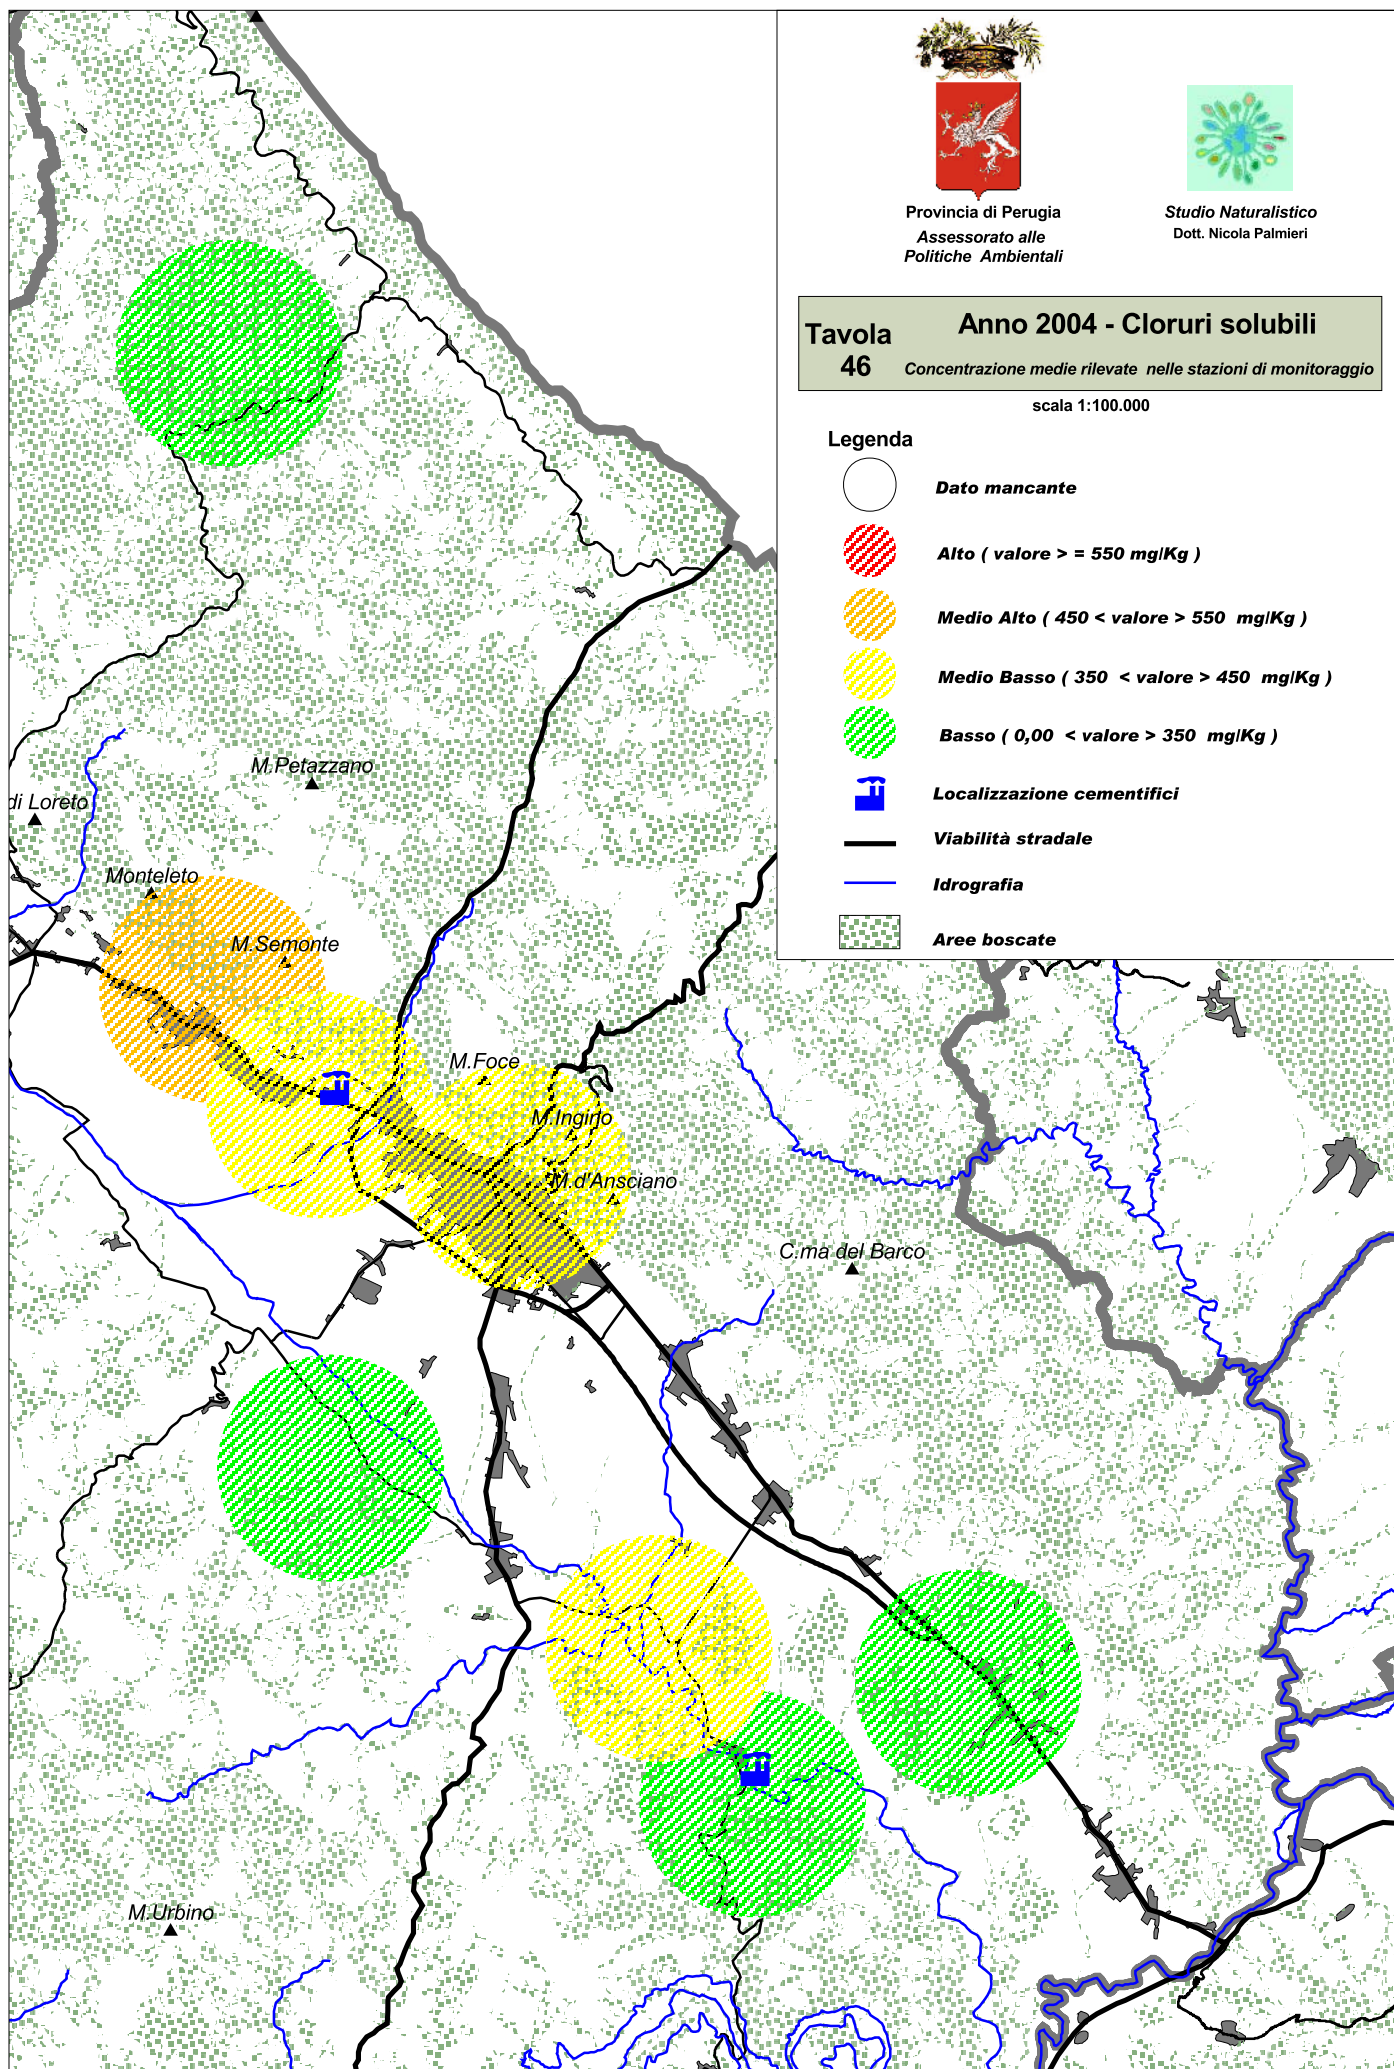 Provincia di Perugia
Assessorato alle
Politiche Ambientali
Studio Naturalistico
Dott. Nicola Palmieri
Tavola
46
Anno 2004 - Cloruri solubili
Concentrazione medie rilevate nelle stazioni di monitoraggio
scala 1:100.000
Legenda
Dato mancante
Alto ( valore > = 550 mg/Kg )
Medio Alto ( 450 < valore > 550 mg/Kg )
Medio Basso ( 350 < valore > 450 mg/Kg )
Basso ( 0,00 < valore > 350 mg/Kg )
Localizzazione cementifici
Viabilità stradale
Idrografia
Aree boscate
M.Petazzano
di Loreto
Monteleto
M.Semonte
M.Foce
M.Ingino
M.d'Ansciano
C.ma del Barco
M.Urbino